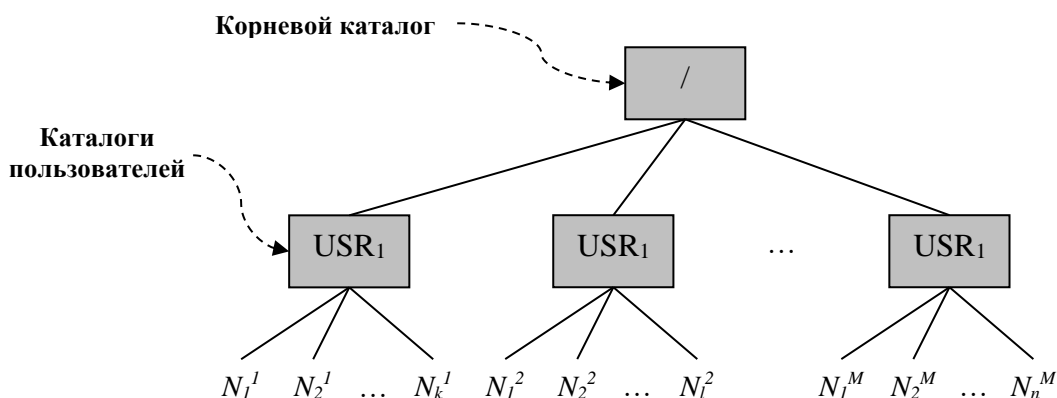 Корневой каталог
/
Каталоги
пользователей
USR₁ USR₁ … USR₁
N₁¹ N₂¹ … Nₖ¹ N₁² N₂² … Nₗ² N₁ᴹ N₂ᴹ … Nₙᴹ